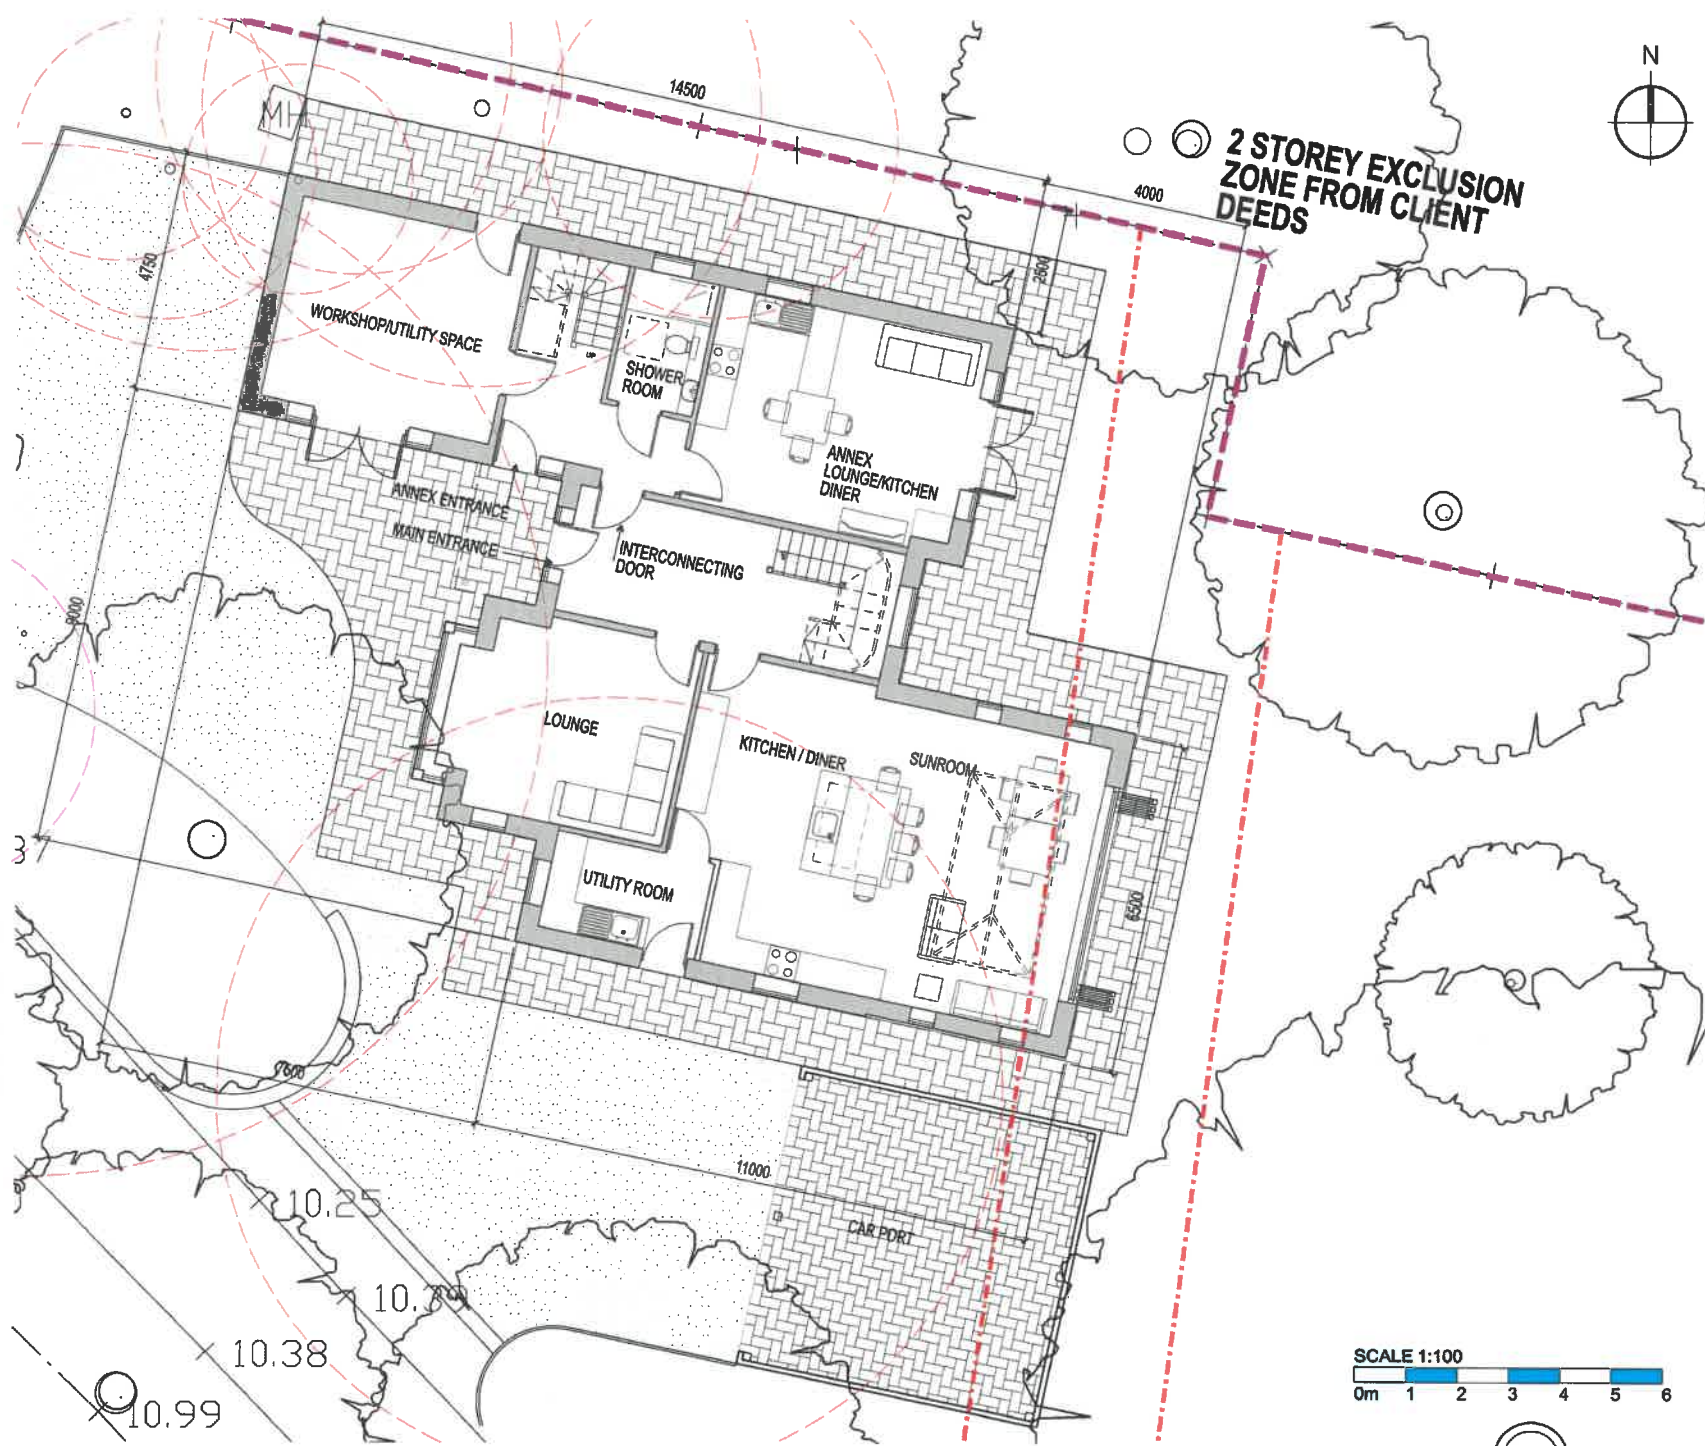 N
14500
4000
2 STOREY EXCLUSION
ZONE FROM CLIENT
DEEDS
MH
4750
2800
WORKSHOP/UTILITY SPACE
UP
SHOWER
ROOM
ANNEX
LOUNGE/KITCHEN
DINER
ANNEX ENTRANCE
MAIN ENTRANCE
INTERCONNECTING
DOOR
9000
LOUNGE
KITCHEN / DINER
SUNROOM
UTILITY ROOM
6500
7600
11000
CAR PORT
10.25
10.38
10.99
SCALE 1:100
0m 1 2 3 4 5 6